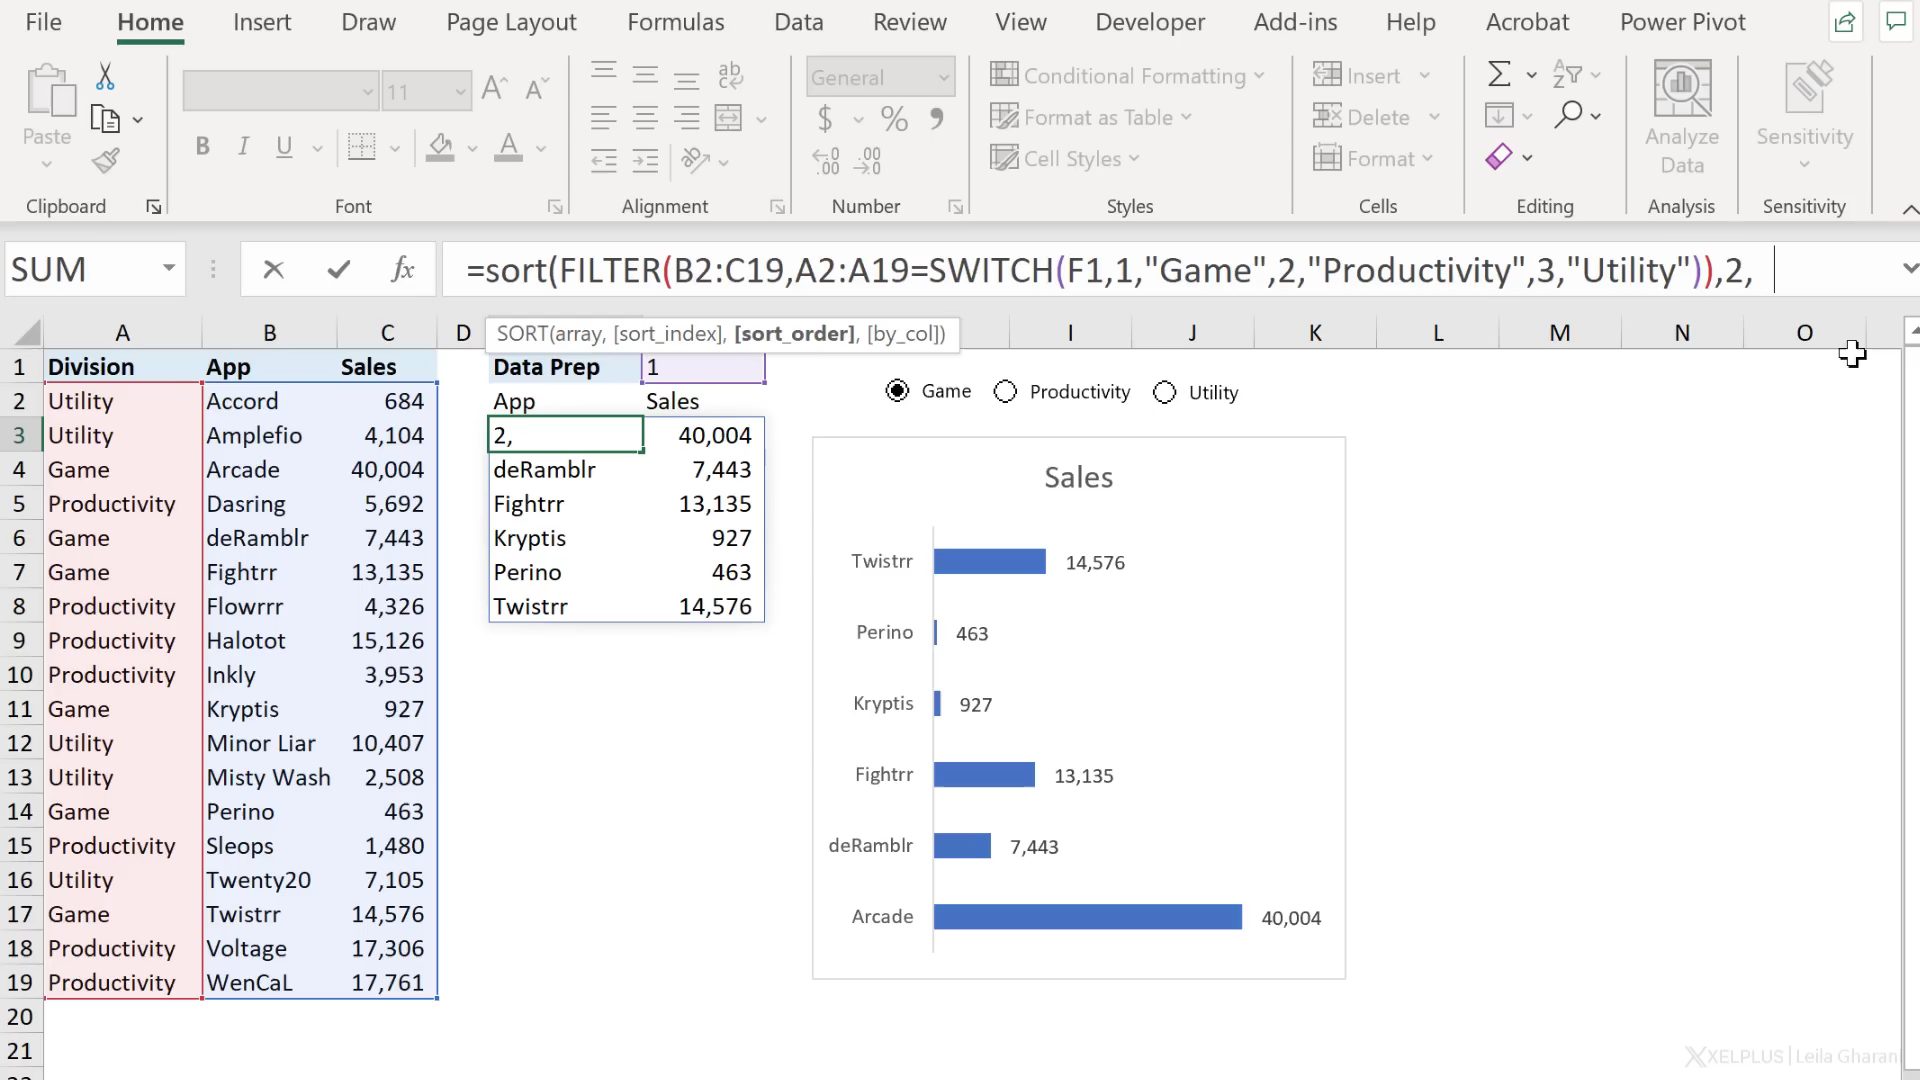 File Home Insert Draw Page Layout Formulas Data Review View Developer Add-ins Help Acrobat Power Pivot
Paste
11
B I U
A
ab
General
$ % ,
Conditional Formatting
Format as Table
Cell Styles
Insert
Delete
Format
Analyze
Data
Sensitivity
Clipboard Font Alignment Number Styles Cells Editing Analysis Sensitivity
SUM fx =sort(FILTER(B2:C19,A2:A19=SWITCH(F1,1,"Game",2,"Productivity",3,"Utility")),2,
SORT(array, [sort_index], [sort_order], [by_col])
A B C D I J K L M N O
1 Division App Sales Data Prep 1
2 Utility Accord 684 App Sales
3 Utility Amplefio 4,104 2, 40,004
4 Game Arcade 40,004 deRamblr 7,443
5 Productivity Dasring 5,692 Fightrr 13,135
6 Game deRamblr 7,443 Kryptis 927
7 Game Fightrr 13,135 Perino 463
8 Productivity Flowrrr 4,326 Twistrr 14,576
9 Productivity Halotot 15,126
10 Productivity Inkly 3,953
11 Game Kryptis 927
12 Utility Minor Liar 10,407
13 Utility Misty Wash 2,508
14 Game Perino 463
15 Productivity Sleops 1,480
16 Utility Twenty20 7,105
17 Game Twistrr 14,576
18 Productivity Voltage 17,306
19 Productivity WenCaL 17,761
20
21
Game Productivity Utility
Sales
Twistrr 14,576
Perino 463
Kryptis 927
Fightrr 13,135
deRamblr 7,443
Arcade 40,004
XELPLUS | Leila Gharani